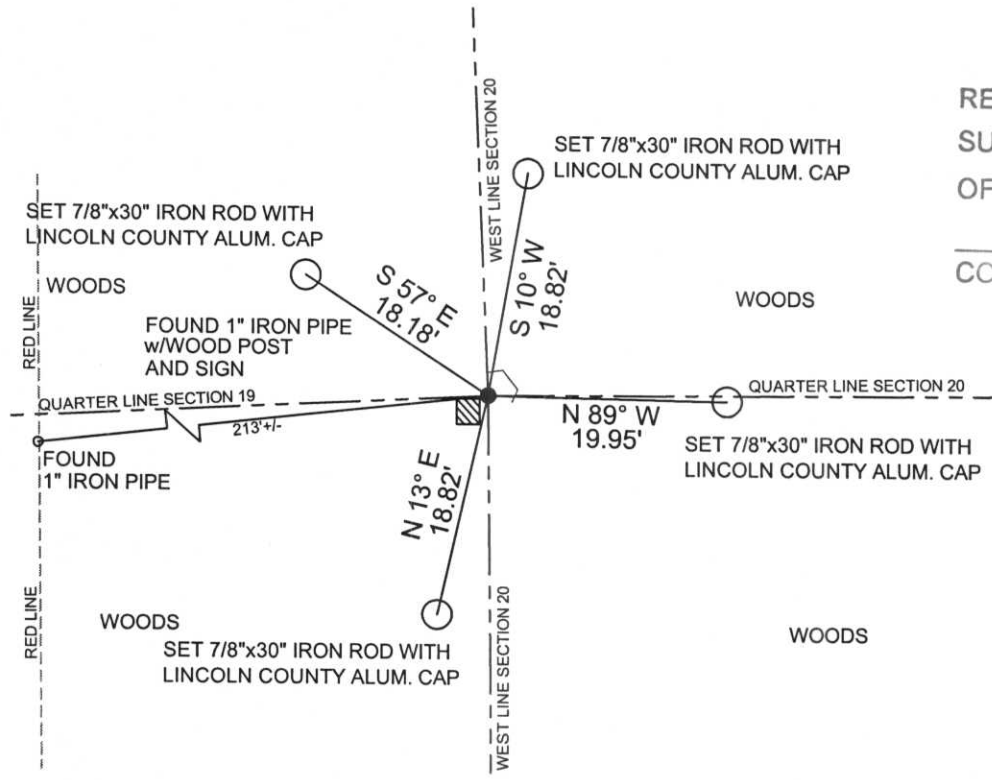 WEST LINE SECTION 20
RE
SU
OF
CO
SET 7/8"x30" IRON ROD WITH
LINCOLN COUNTY ALUM. CAP
SET 7/8"x30" IRON ROD WITH
LINCOLN COUNTY ALUM. CAP
WOODS
RED LINE
S 57° E
18.18'
S 10° W
18.82'
WOODS
FOUND 1" IRON PIPE
w/WOOD POST
AND SIGN
QUARTER LINE SECTION 19
QUARTER LINE SECTION 20
213'+/-
N 89° W
19.95'
FOUND
1" IRON PIPE
SET 7/8"x30" IRON ROD WITH
LINCOLN COUNTY ALUM. CAP
N 13° E
18.82'
RED LINE
WOODS
WOODS
SET 7/8"x30" IRON ROD WITH
LINCOLN COUNTY ALUM. CAP
WEST LINE SECTION 20